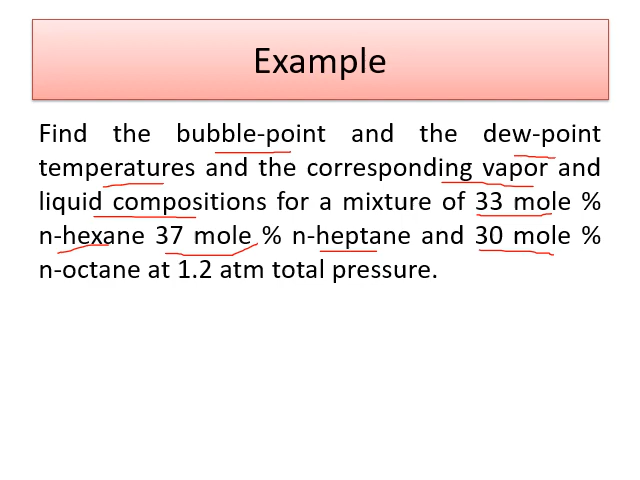 Example
Find the bubble-point and the dew-point
temperatures and the corresponding vapor and
liquid compositions for a mixture of 33 mole %
n-hexane 37 mole % n-heptane and 30 mole %
n-octane at 1.2 atm total pressure.